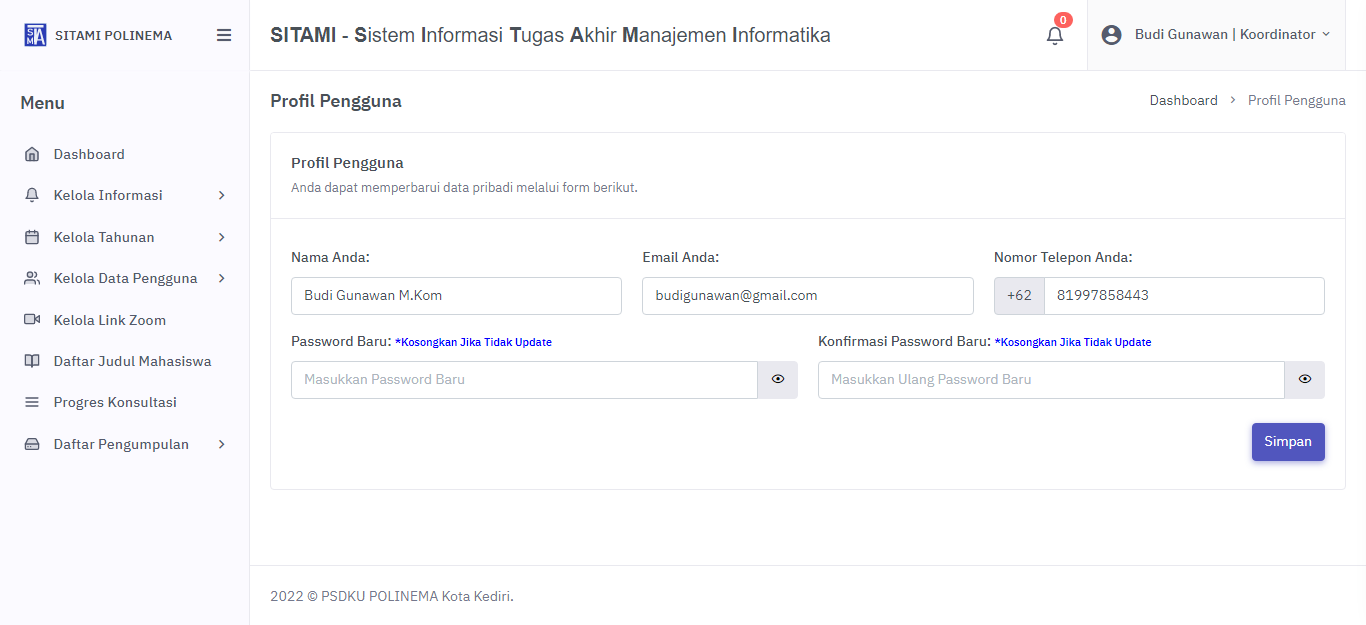 SITAMI POLINEMA
SITAMI - Sistem Informasi Tugas Akhir Manajemen Informatika
0
Budi Gunawan | Koordinator
Menu
Dashboard
Kelola Informasi
Kelola Tahunan
Kelola Data Pengguna
Kelola Link Zoom
Daftar Judul Mahasiswa
Progres Konsultasi
Daftar Pengumpulan
Profil Pengguna
Dashboard > Profil Pengguna
Profil Pengguna
Anda dapat memperbarui data pribadi melalui form berikut.
Nama Anda:
Budi Gunawan M.Kom
Email Anda:
budigunawan@gmail.com
Nomor Telepon Anda:
+62 81997858443
Password Baru: *Kosongkan Jika Tidak Update
Masukkan Password Baru
Konfirmasi Password Baru: *Kosongkan Jika Tidak Update
Masukkan Ulang Password Baru
Simpan
2022 © PSDKU POLINEMA Kota Kediri.